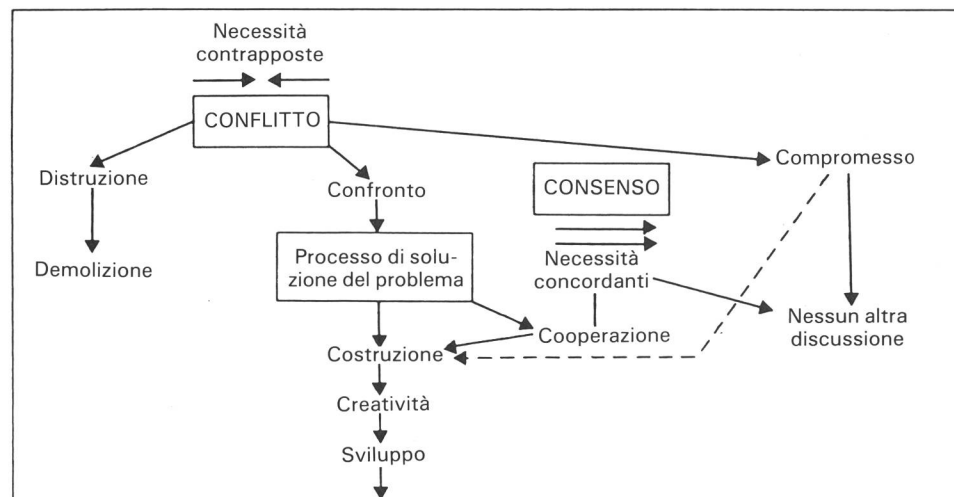 Necessità
contrapposte
CONFLITTO
Compromesso
Distruzione
Confronto
CONSENSO
Demolizione
Processo di solu-
zione del problema
Necessità
concordanti
Nessun altra
discussione
Cooperazione
Costruzione
Creatività
Sviluppo